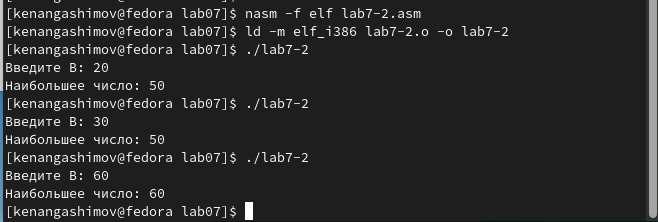 [kenangashimov@fedora lab07]$ nasm -f elf lab7-2.asm
[kenangashimov@fedora lab07]$ ld -m elf_i386 lab7-2.o -o lab7-2
[kenangashimov@fedora lab07]$ ./lab7-2
Введите В: 20
Наибольшее число: 50
[kenangashimov@fedora lab07]$ ./lab7-2
Введите В: 30
Наибольшее число: 50
[kenangashimov@fedora lab07]$ ./lab7-2
Введите В: 60
Наибольшее число: 60
[kenangashimov@fedora lab07]$